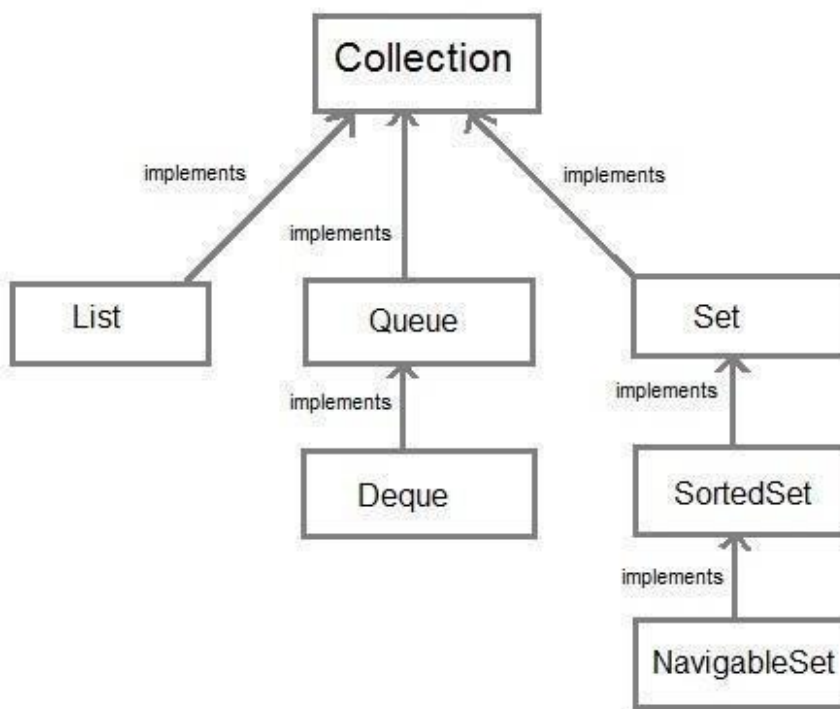 Collection
implements
implements
implements
List
Queue
Set
implements
implements
Deque
SortedSet
implements
NavigableSet